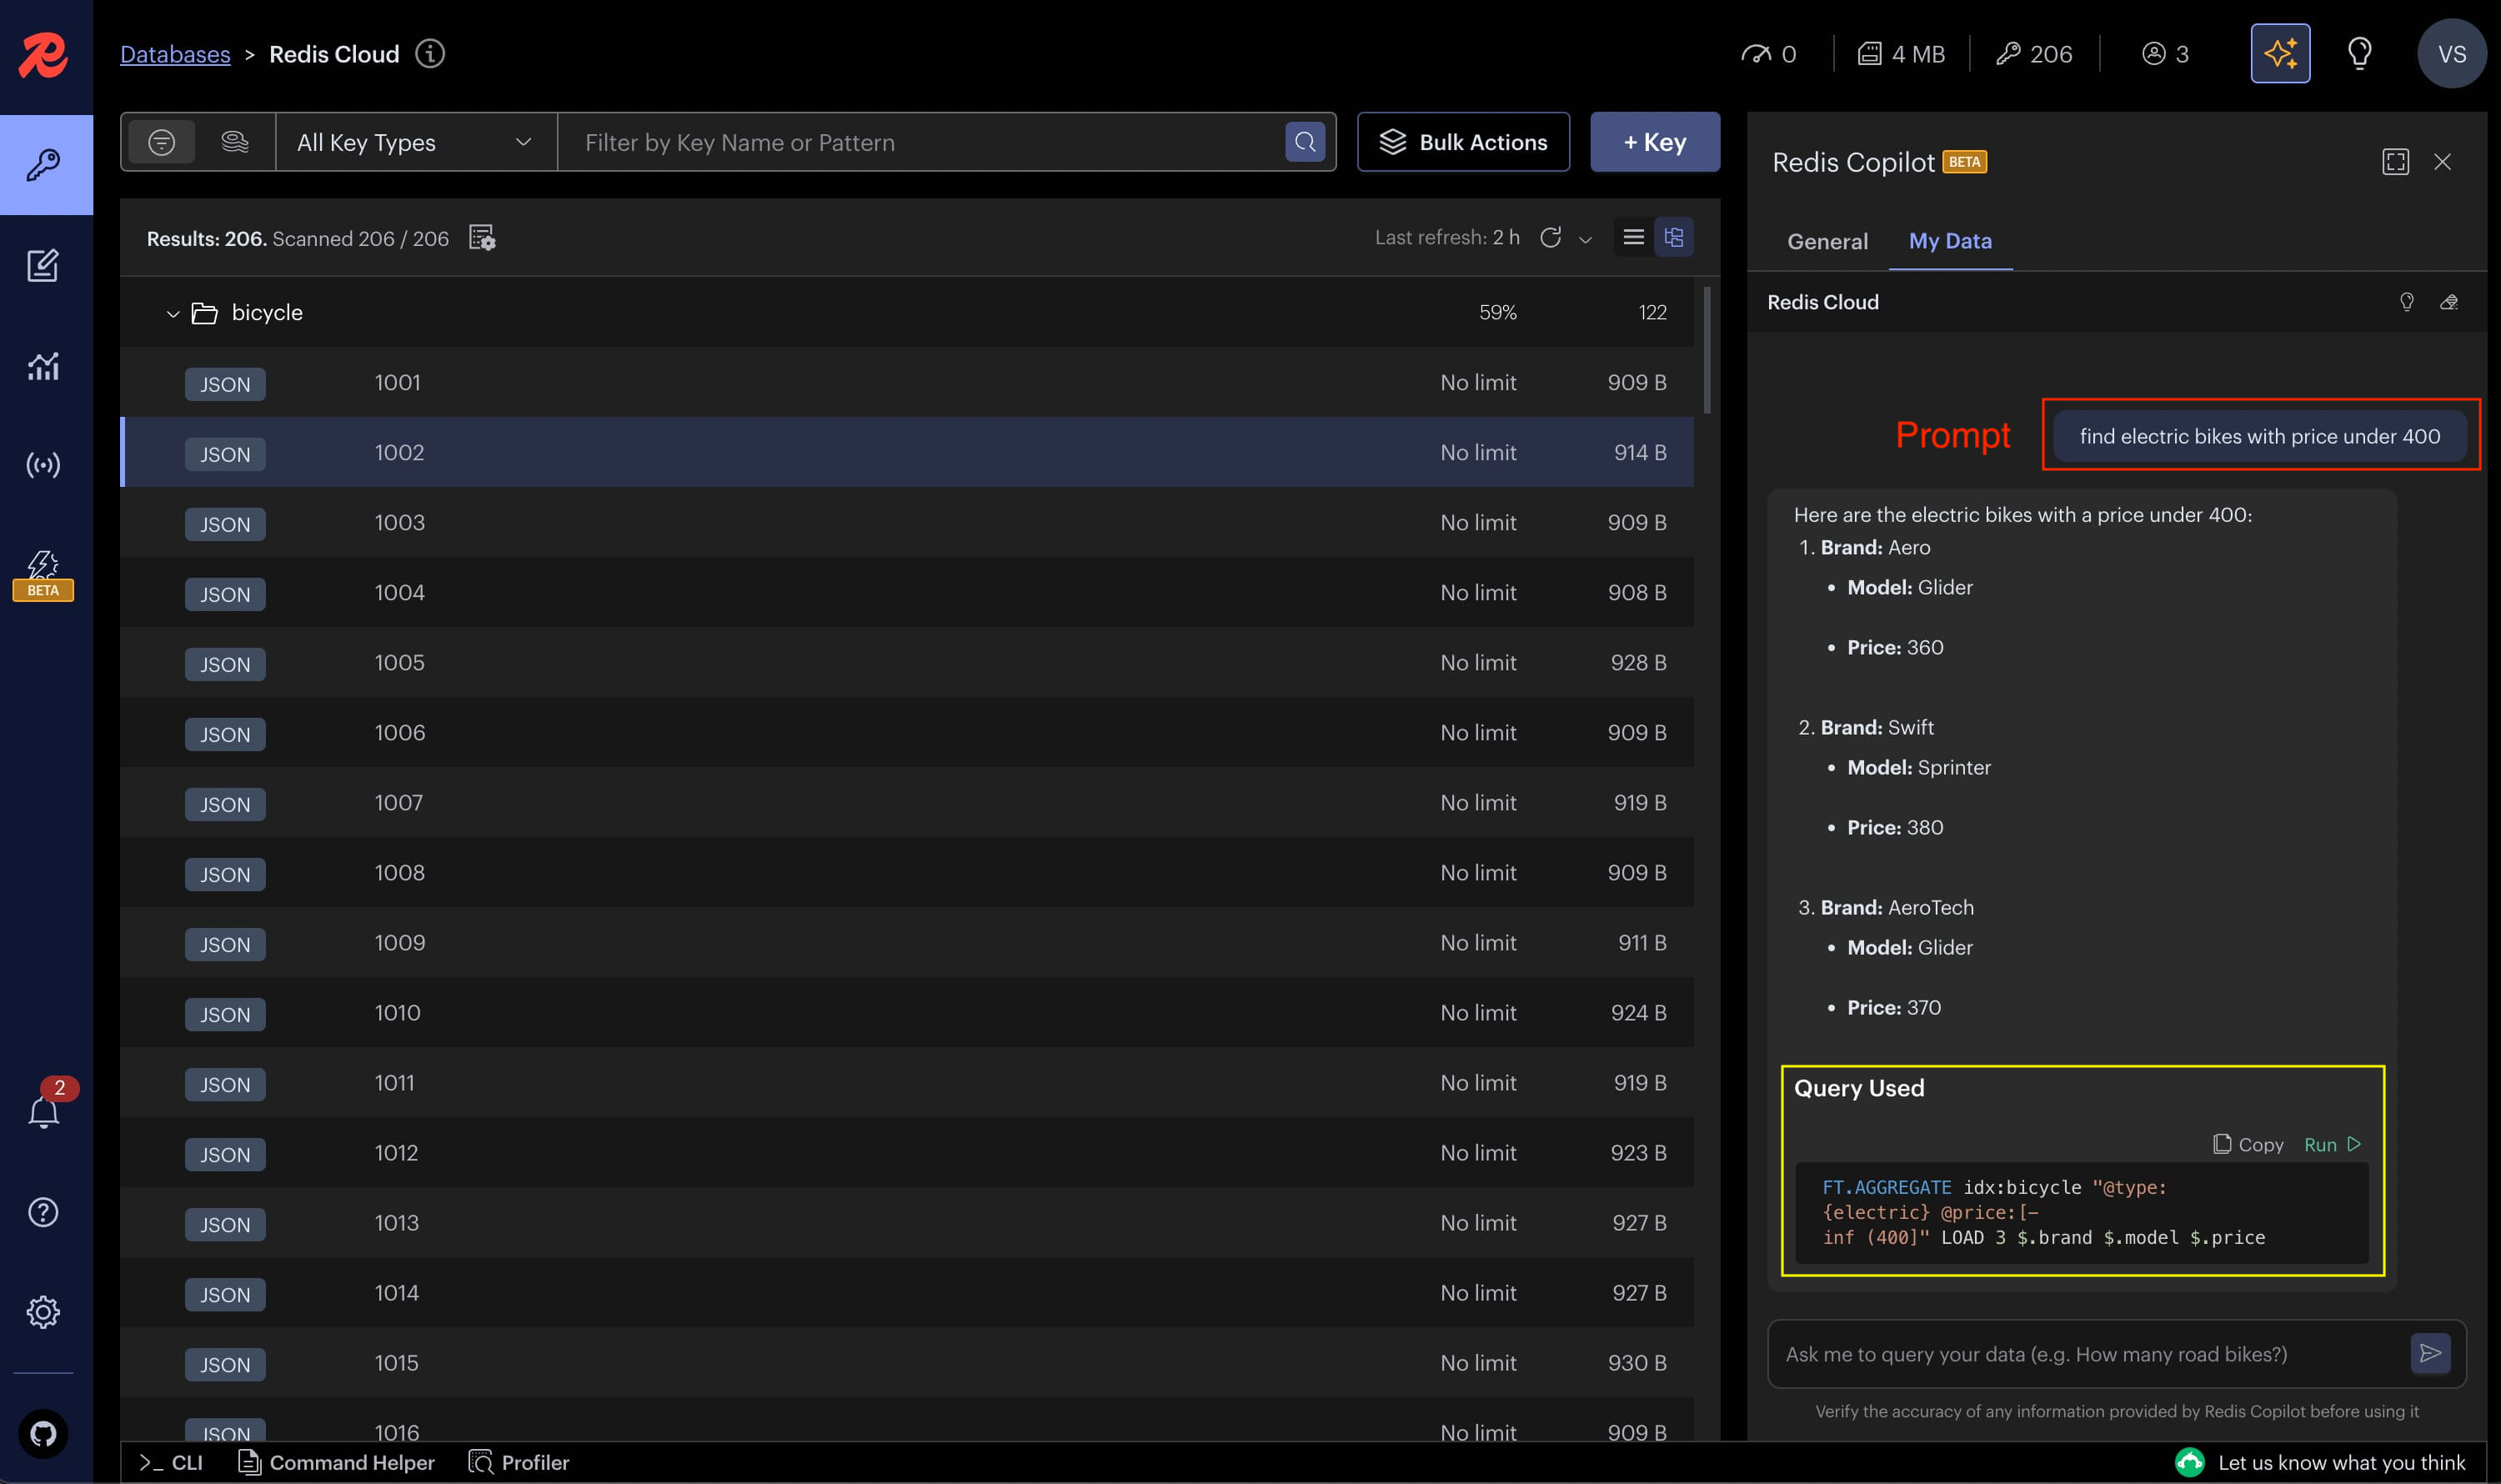 Databases > Redis Cloud
0
4 MB
206
3
VS
All Key Types
Filter by Key Name or Pattern
Bulk Actions
+ Key
Results: 206. Scanned 206 / 206
Last refresh: 2 h
bicycle 59% 122
JSON 1001 No limit 909 B
JSON 1002 No limit 914 B
JSON 1003 No limit 909 B
JSON 1004 No limit 908 B
JSON 1005 No limit 928 B
JSON 1006 No limit 909 B
JSON 1007 No limit 919 B
JSON 1008 No limit 909 B
JSON 1009 No limit 911 B
JSON 1010 No limit 924 B
JSON 1011 No limit 919 B
JSON 1012 No limit 923 B
JSON 1013 No limit 927 B
JSON 1014 No limit 927 B
JSON 1015 No limit 930 B
JSON 1016 No limit 909 B
BETA
2
>_ CLI
Command Helper
Profiler
Redis Copilot BETA
General
My Data
Redis Cloud
Prompt
find electric bikes with price under 400
Here are the electric bikes with a price under 400:
1. Brand: Aero
• Model: Glider
• Price: 360
2. Brand: Swift
• Model: Sprinter
• Price: 380
3. Brand: AeroTech
• Model: Glider
• Price: 370
Query Used
Copy
Run
FT.AGGREGATE idx:bicycle "@type:
{electric} @price:[-
inf (400]" LOAD 3 $.brand $.model $.price
Ask me to query your data (e.g. How many road bikes?)
Verify the accuracy of any information provided by Redis Copilot before using it
Let us know what you think